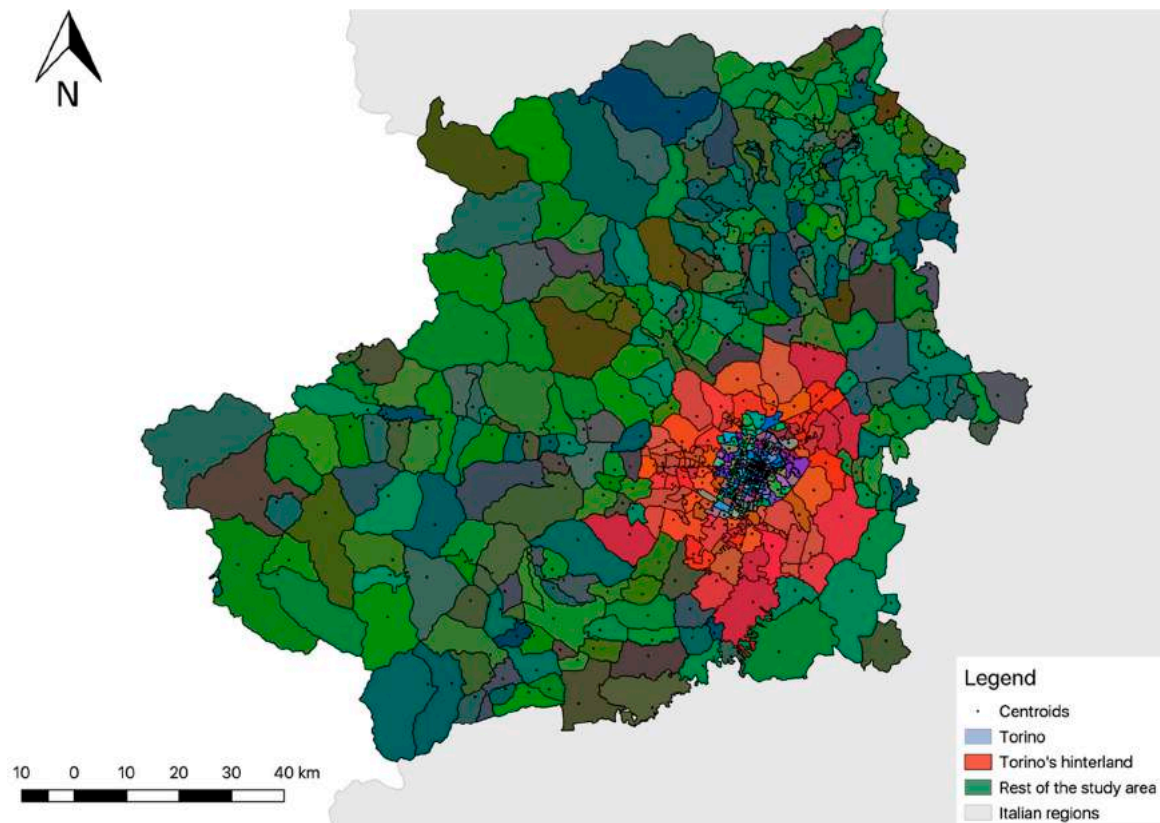 N
Legend
Centroids
Torino
Torino's hinterland
Rest of the study area
Italian regions
10 0 10 20 30 40 km